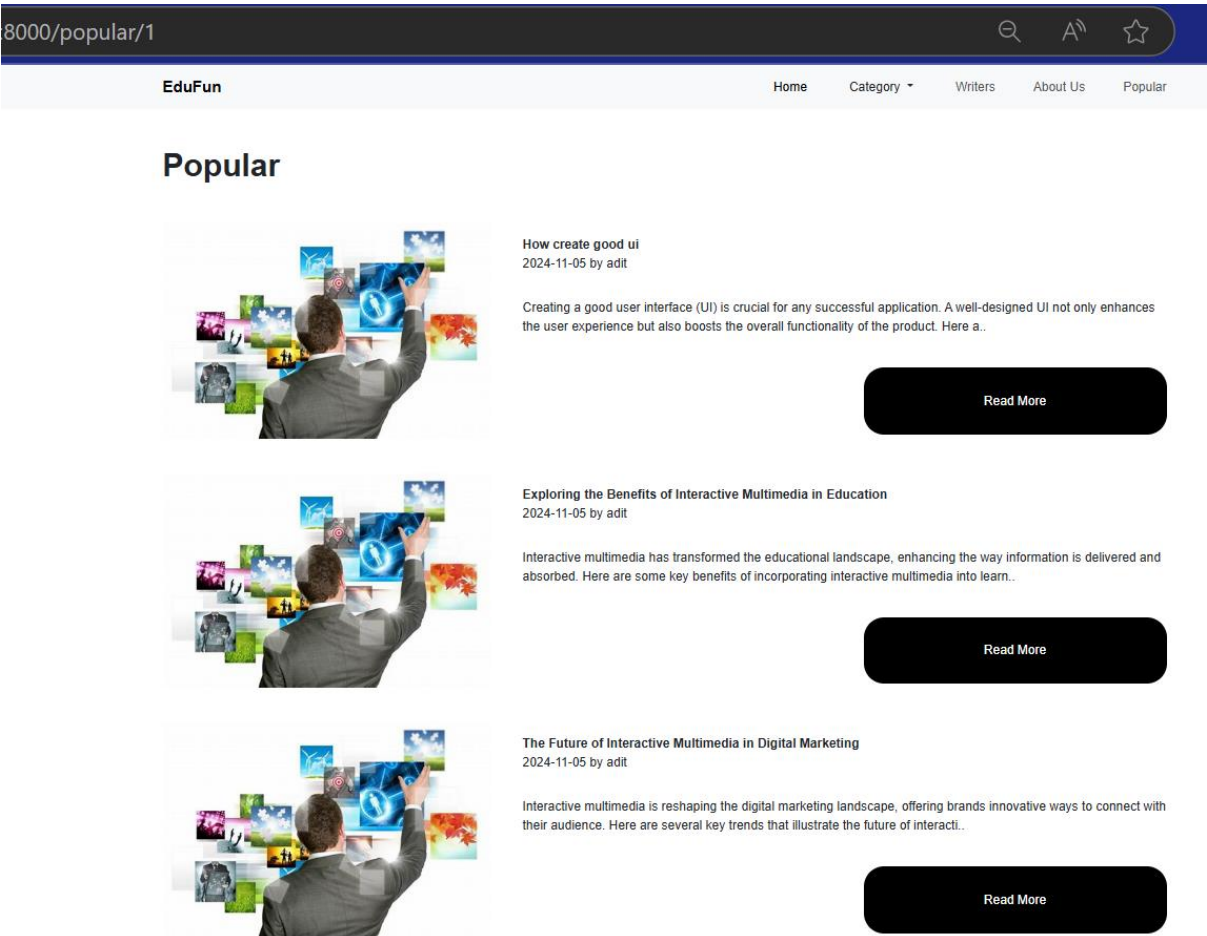 :8000/popular/1
EduFun
Home Category Writers About Us Popular
Popular
How create good ui
2024-11-05 by adit
Creating a good user interface (UI) is crucial for any successful application. A well-designed UI not only enhances
the user experience but also boosts the overall functionality of the product. Here a..
Read More
Exploring the Benefits of Interactive Multimedia in Education
2024-11-05 by adit
Interactive multimedia has transformed the educational landscape, enhancing the way information is delivered and
absorbed. Here are some key benefits of incorporating interactive multimedia into learn..
Read More
The Future of Interactive Multimedia in Digital Marketing
2024-11-05 by adit
Interactive multimedia is reshaping the digital marketing landscape, offering brands innovative ways to connect with
their audience. Here are several key trends that illustrate the future of interacti..
Read More